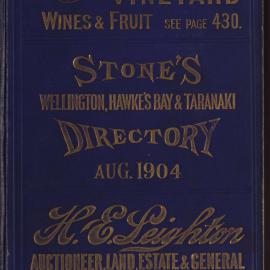 VINEYARD
WINES & FRUIT SEE PAGE 430.
STONE'S
WELLINGTON, HAWKE'S BAY & TARANAKI
DIRECTORY
AUG. 1904
H. E. Leighton
AUCTIONEER, LAND, ESTATE & GENERAL